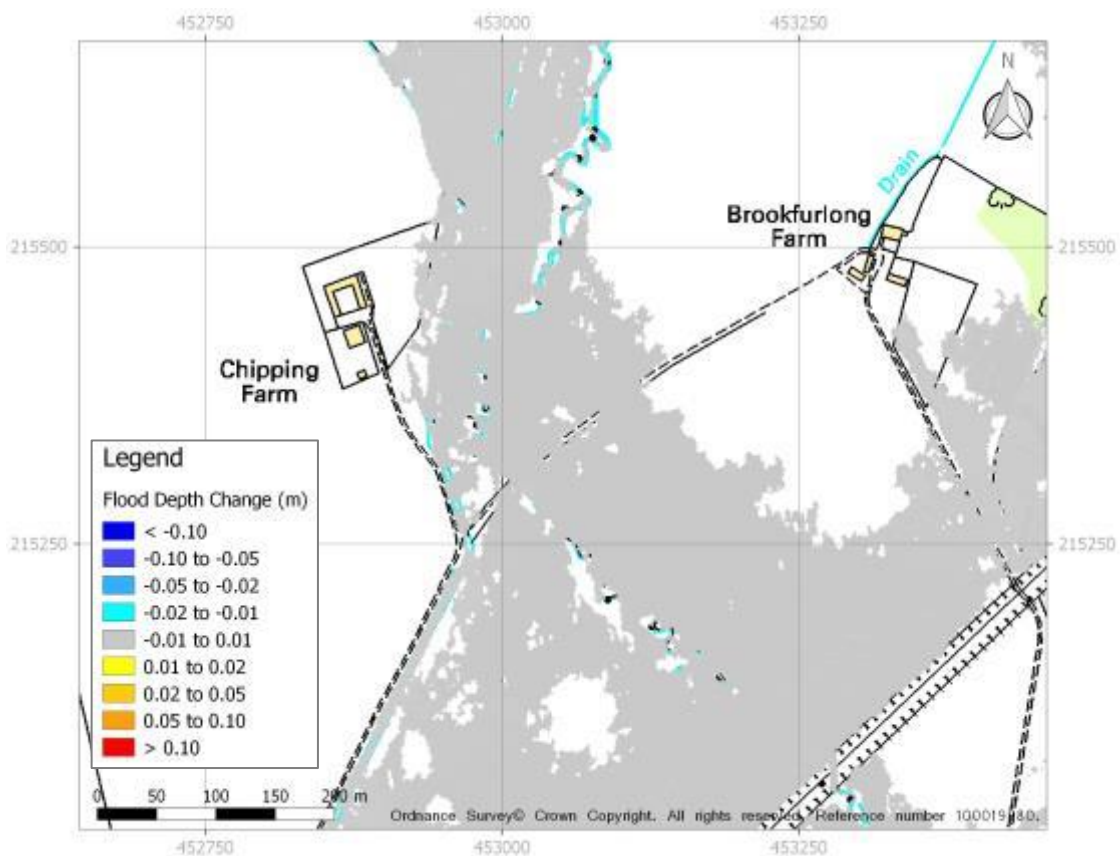 452750 453000 453250
N
Drain
Brookfurlong
Farm
215500 215500
Chipping
Farm
Legend
Flood Depth Change (m)
< -0.10
-0.10 to -0.05
-0.05 to -0.02
-0.02 to -0.01
-0.01 to 0.01
0.01 to 0.02
0.02 to 0.05
0.05 to 0.10
> 0.10
215250 215250
0 50 100 150 200 m
Ordnance Survey© Crown Copyright. All rights reserved. Reference number
452750 453000 453250